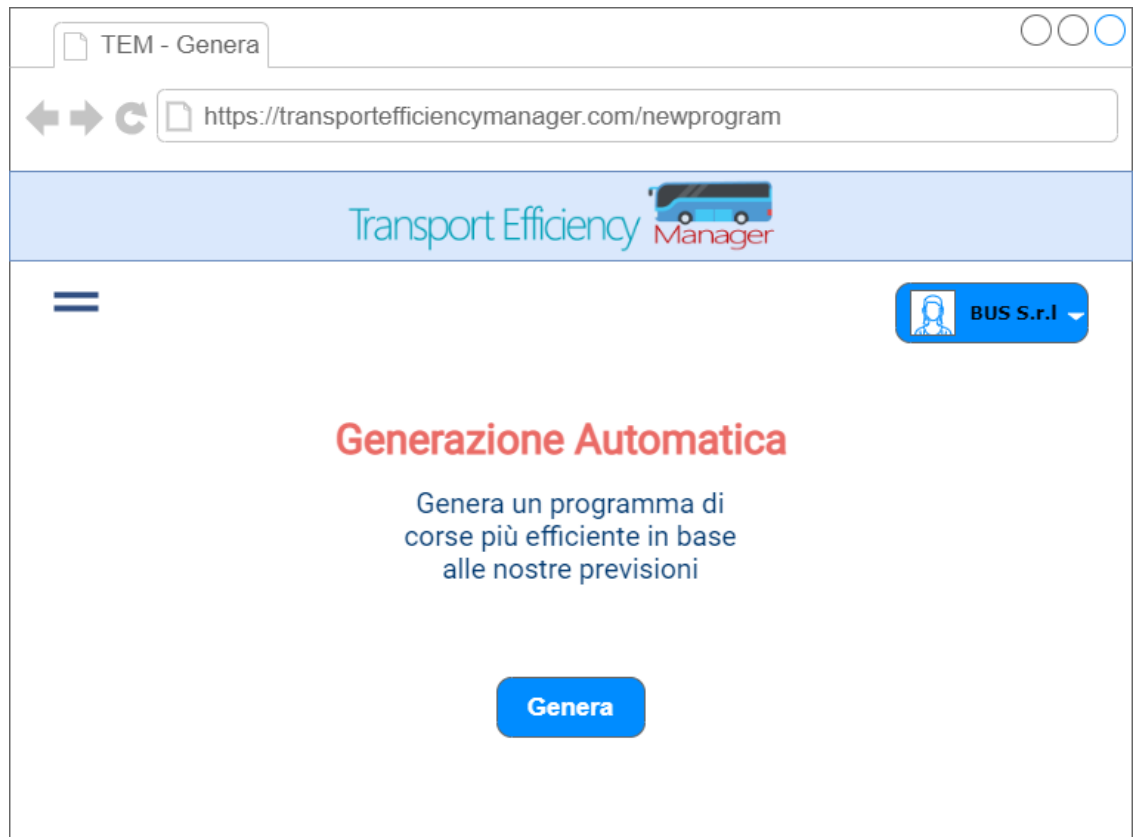 TEM - Genera
https://transportefficiencymanager.com/newprogram
Transport Efficiency Manager
BUS S.r.l
Generazione Automatica
Genera un programma di
corse più efficiente in base
alle nostre previsioni
Genera